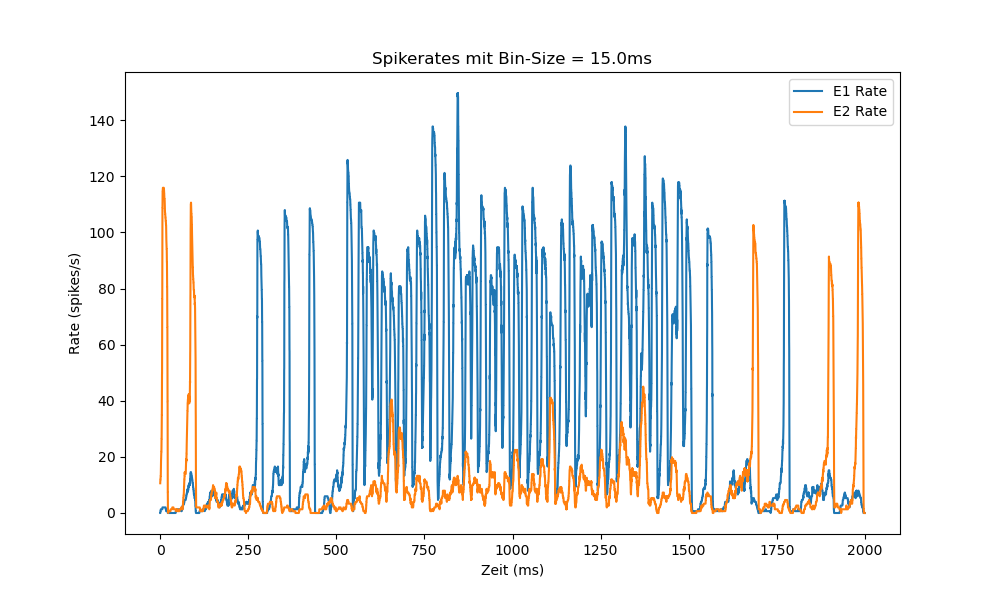 Spikerates mit Bin-Size = 15.0ms
E1 Rate
E2 Rate
140
120
100
80
60
40
20
0
Rate (spikes/s)
0 250 500 750 1000 1250 1500 1750 2000
Zeit (ms)